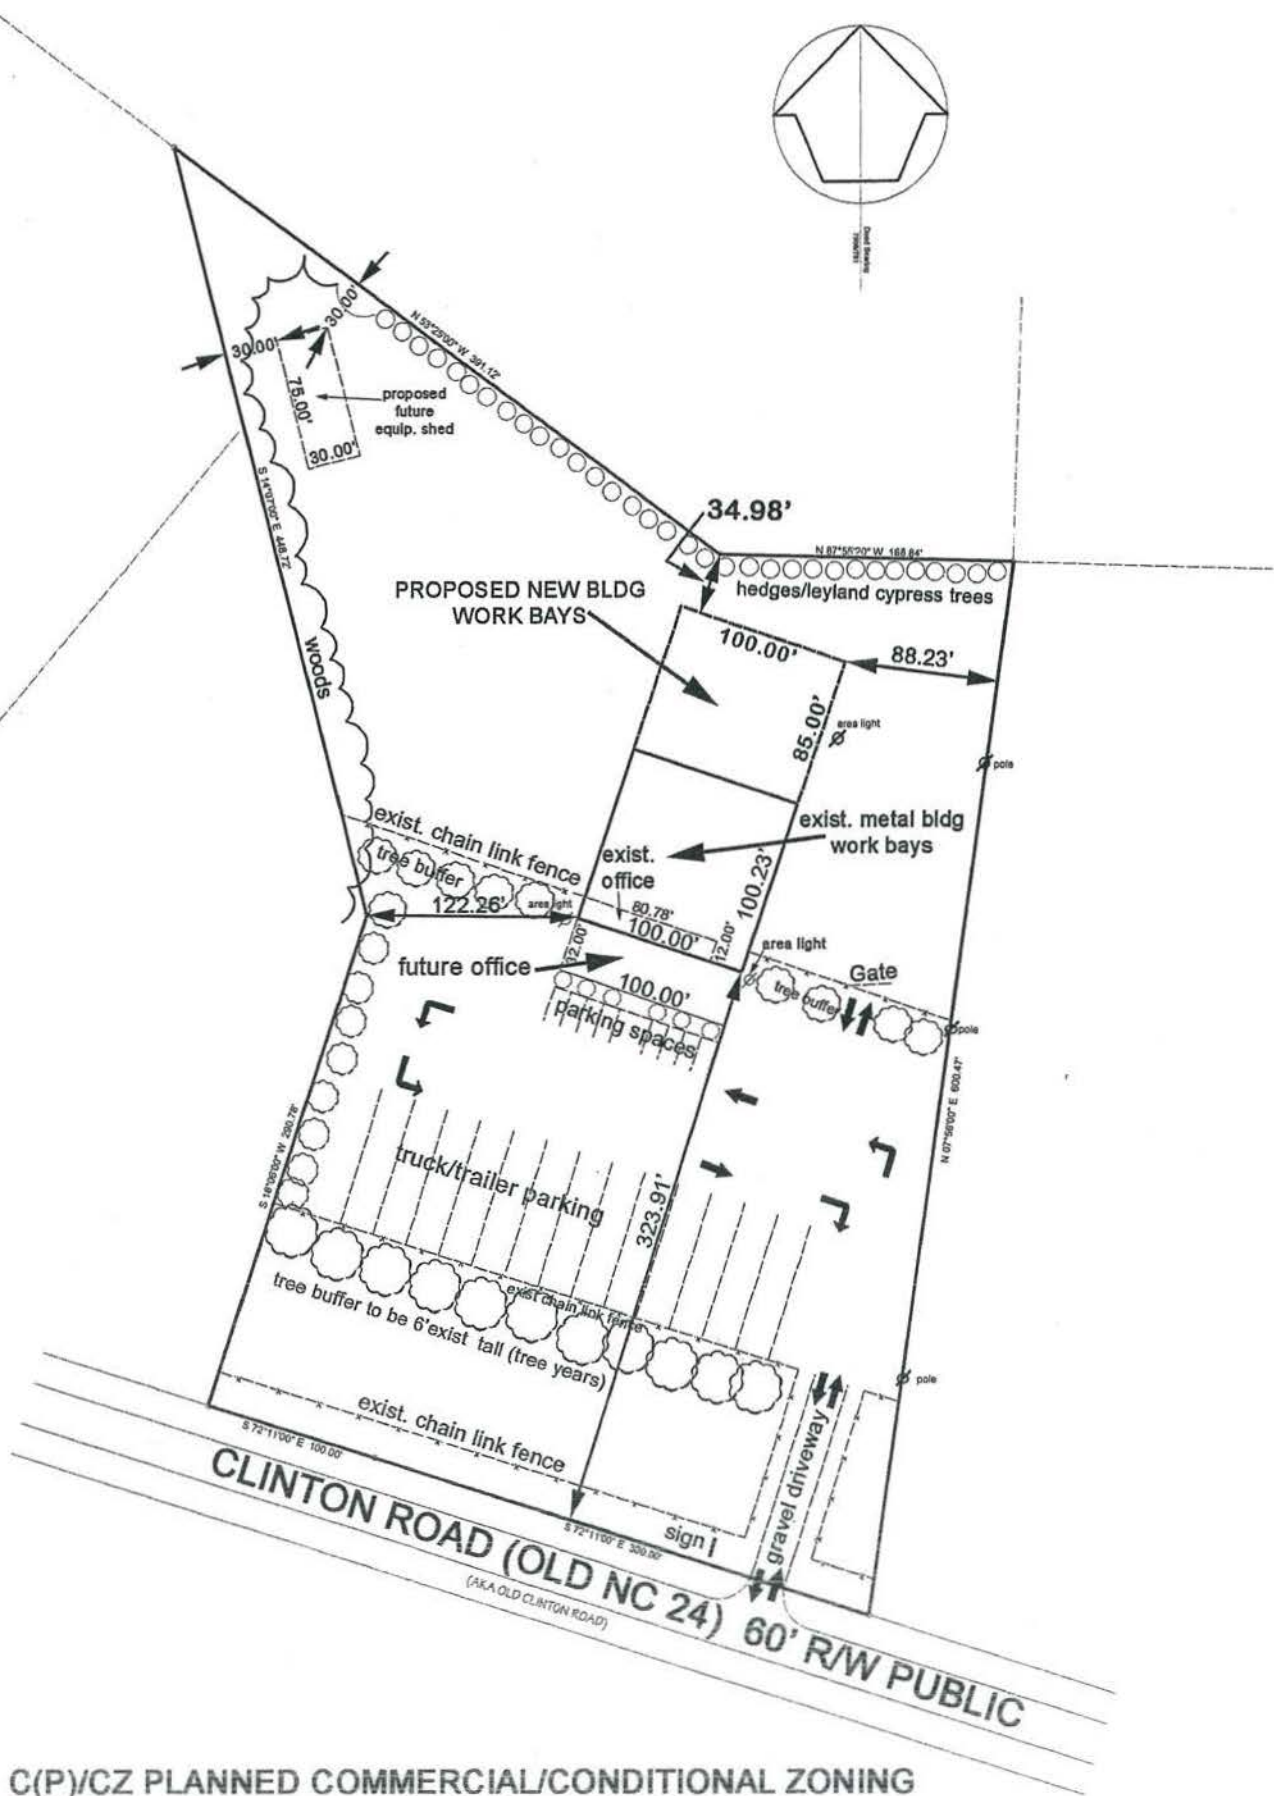 Deed Bearing
30.00'
N 53°25'00" W 391.12'
30.00'
75.00'
proposed
future
equip. shed
30.00'
S 14°07'00" E 448.72'
34.98'
N 87°55'20" W 168.84'
hedges/leyland cypress trees
PROPOSED NEW BLDG
WORK BAYS
100.00'
88.23'
woods
85.00'
area light
pole
exist. chain link fence
tree buffer
exist. metal bldg
work bays
exist.
office
100.23'
122.26'
area light
80.78'
100.00'
12.00'
12.00'
area light
future office
Gate
100.00'
tree buffer
parking spaces
pole
N 07°56'00" E 600.47'
S 18°06'00" W 290.78'
truck/trailer parking
323.91'
exist chain link fence
tree buffer to be 6'exist tall (tree years)
pole
exist. chain link fence
gravel driveway
S 72°11'00" E 100.00'
sign
S 72°11'00" E 300.00'
CLINTON ROAD (OLD NC 24) 60' R/W PUBLIC
(AKA OLD CLINTON ROAD)
C(P)/CZ PLANNED COMMERCIAL/CONDITIONAL ZONING